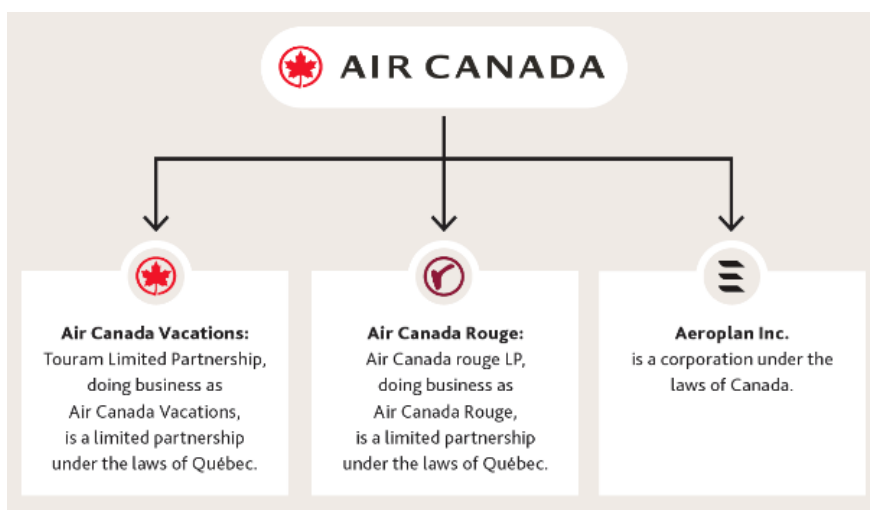 AIR CANADA
Air Canada Vacations:
Touram Limited Partnership,
doing business as
Air Canada Vacations,
is a limited partnership
under the laws of Québec.
Air Canada Rouge:
Air Canada rouge LP,
doing business as
Air Canada Rouge,
is a limited partnership
under the laws of Québec.
Aeroplan Inc.
is a corporation under the
laws of Canada.